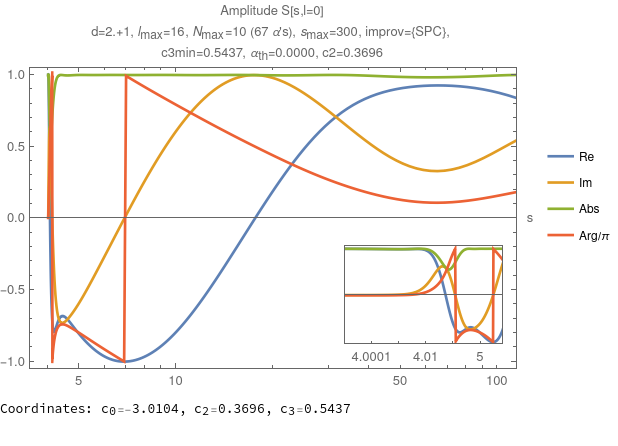 Amplitude S[s,l=0]
d=2.+1, lmax=16, Nmax=10 (67 α's), smax=300, improv={SPC},
c3min=0.5437, αth=0.0000, c2=0.3696
1.0
0.5
0.0
-0.5
-1.0
5
10
50
100
s
4.0001
4.01
5
Re
Im
Abs
Arg/π
Coordinates: c0=-3.0104, c2=0.3696, c3=0.5437